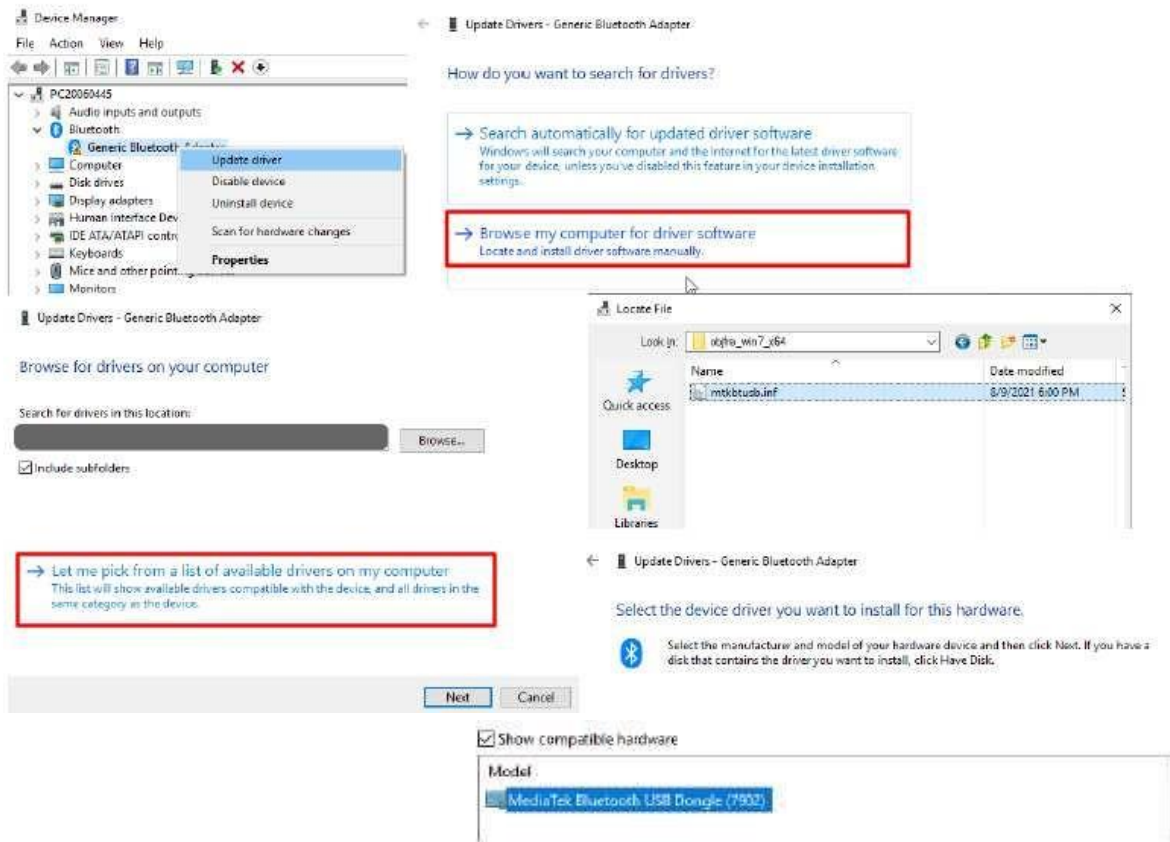 Device Manager
File Action View Help
PC20060445
Audio inputs and outputs
Bluetooth
Generic Bluetooth Adapter
Computer
Disk drives
Display adapters
Human Interface Dev
IDE ATA/ATAPI contr
Keyboards
Mice and other point
Monitors
Update driver
Disable device
Uninstall device
Scan for hardware changes
Properties
Update Drivers - Generic Bluetooth Adapter
How do you want to search for drivers?
Search automatically for updated driver software
Windows will search your computer and the Internet for the latest driver software
for your device, unless you've disabled this feature in your device installation
settings.
Browse my computer for driver software
Locate and install driver software manually.
Update Drivers - Generic Bluetooth Adapter
Browse for drivers on your computer
Search for drivers in this location:
Browse...
Include subfolders
Let me pick from a list of available drivers on my computer
This list will show available drivers compatible with the device, and all drivers in the
same category as the device.
Next Cancel
Locate File
Look in: objfra_win7_x64
Name Date modified
mtkbtusb.inf 8/9/2021 6:00 PM
Quick access
Desktop
Libraries
Update Drivers - Generic Bluetooth Adapter
Select the device driver you want to install for this hardware.
Select the manufacturer and model of your hardware device and then click Next. If you have a
disk that contains the driver you want to install, click Have Disk.
Show compatible hardware
Model
MediaTek Bluetooth USB Dongle (7902)